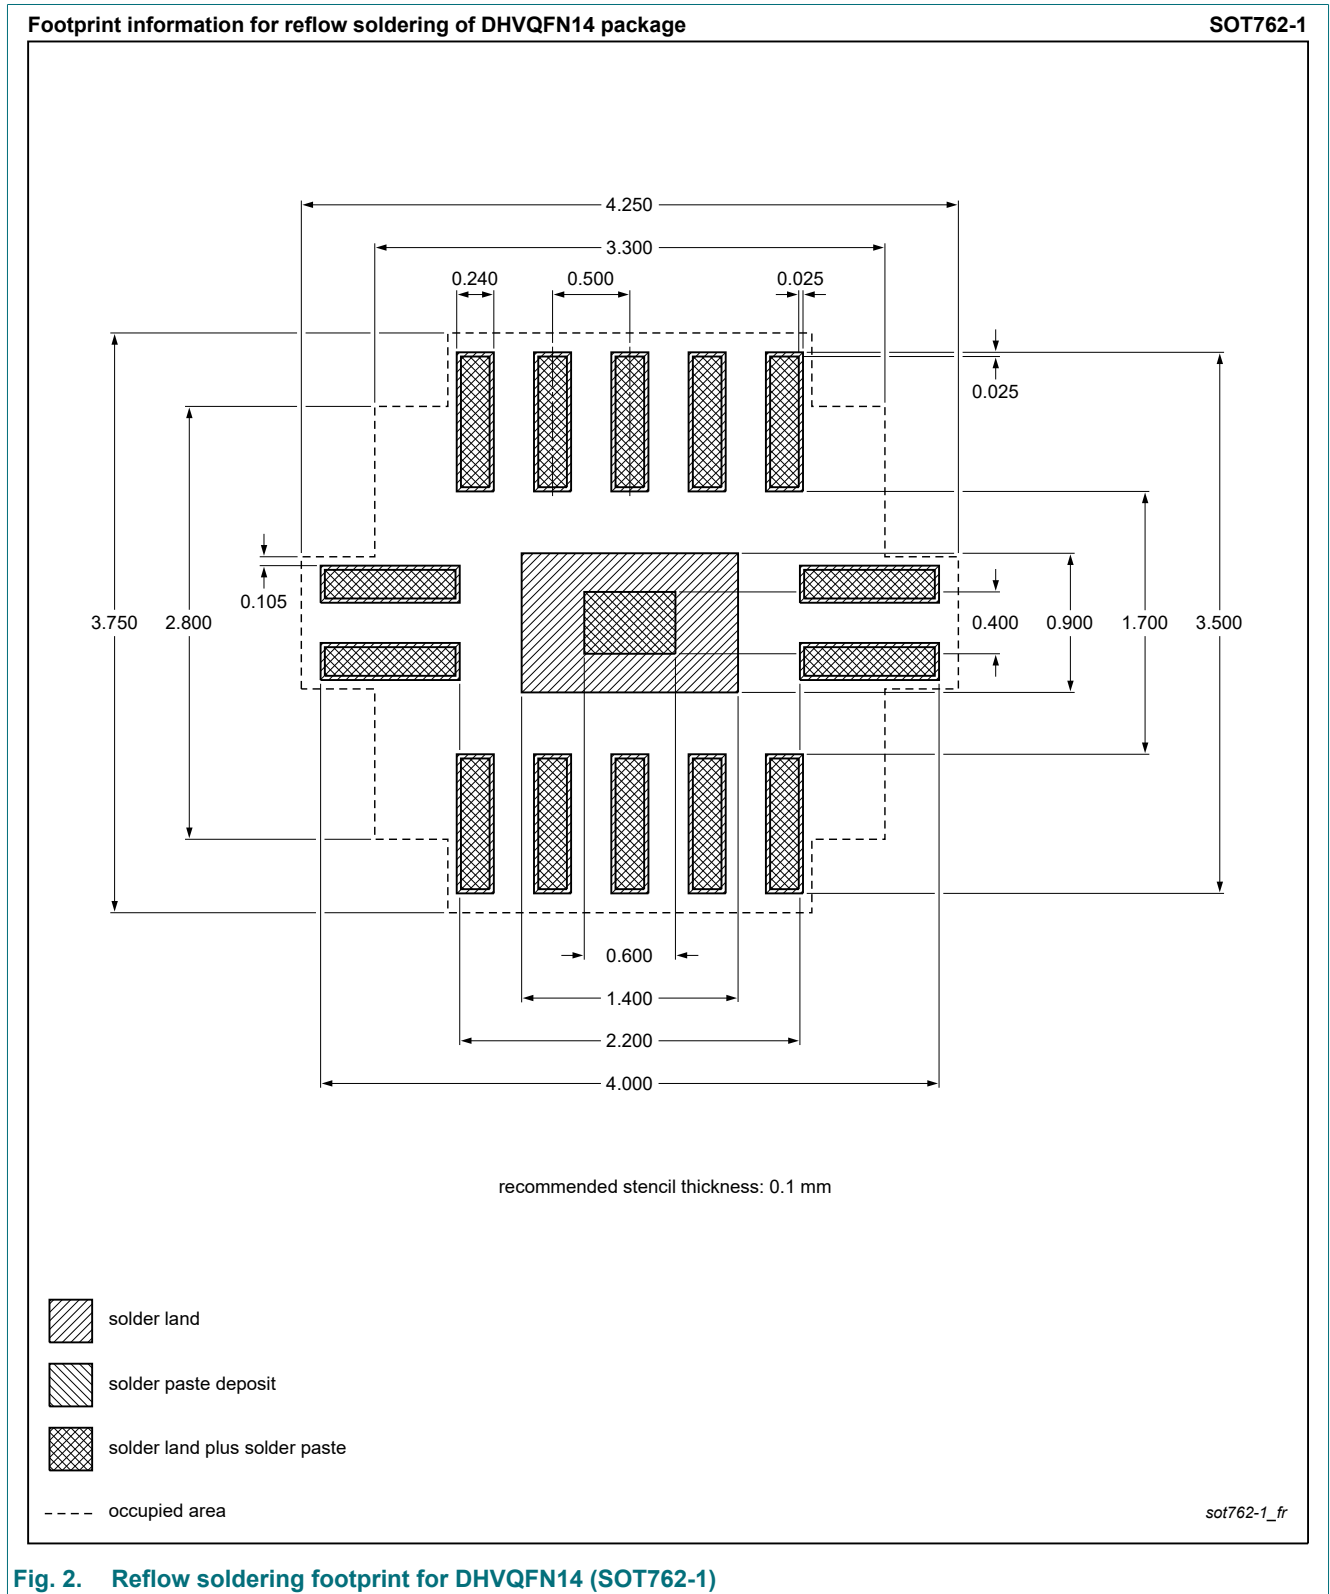 Footprint information for reflow soldering of DHVQFN14 package SOT762-1
4.250
3.300
0.240 0.500 0.025
0.025
0.105
3.750 2.800 0.400 0.900 1.700 3.500
0.600
1.400
2.200
4.000
recommended stencil thickness: 0.1 mm
solder land
solder paste deposit
solder land plus solder paste
occupied area sot762-1_fr
Fig. 2. Reflow soldering footprint for DHVQFN14 (SOT762-1)